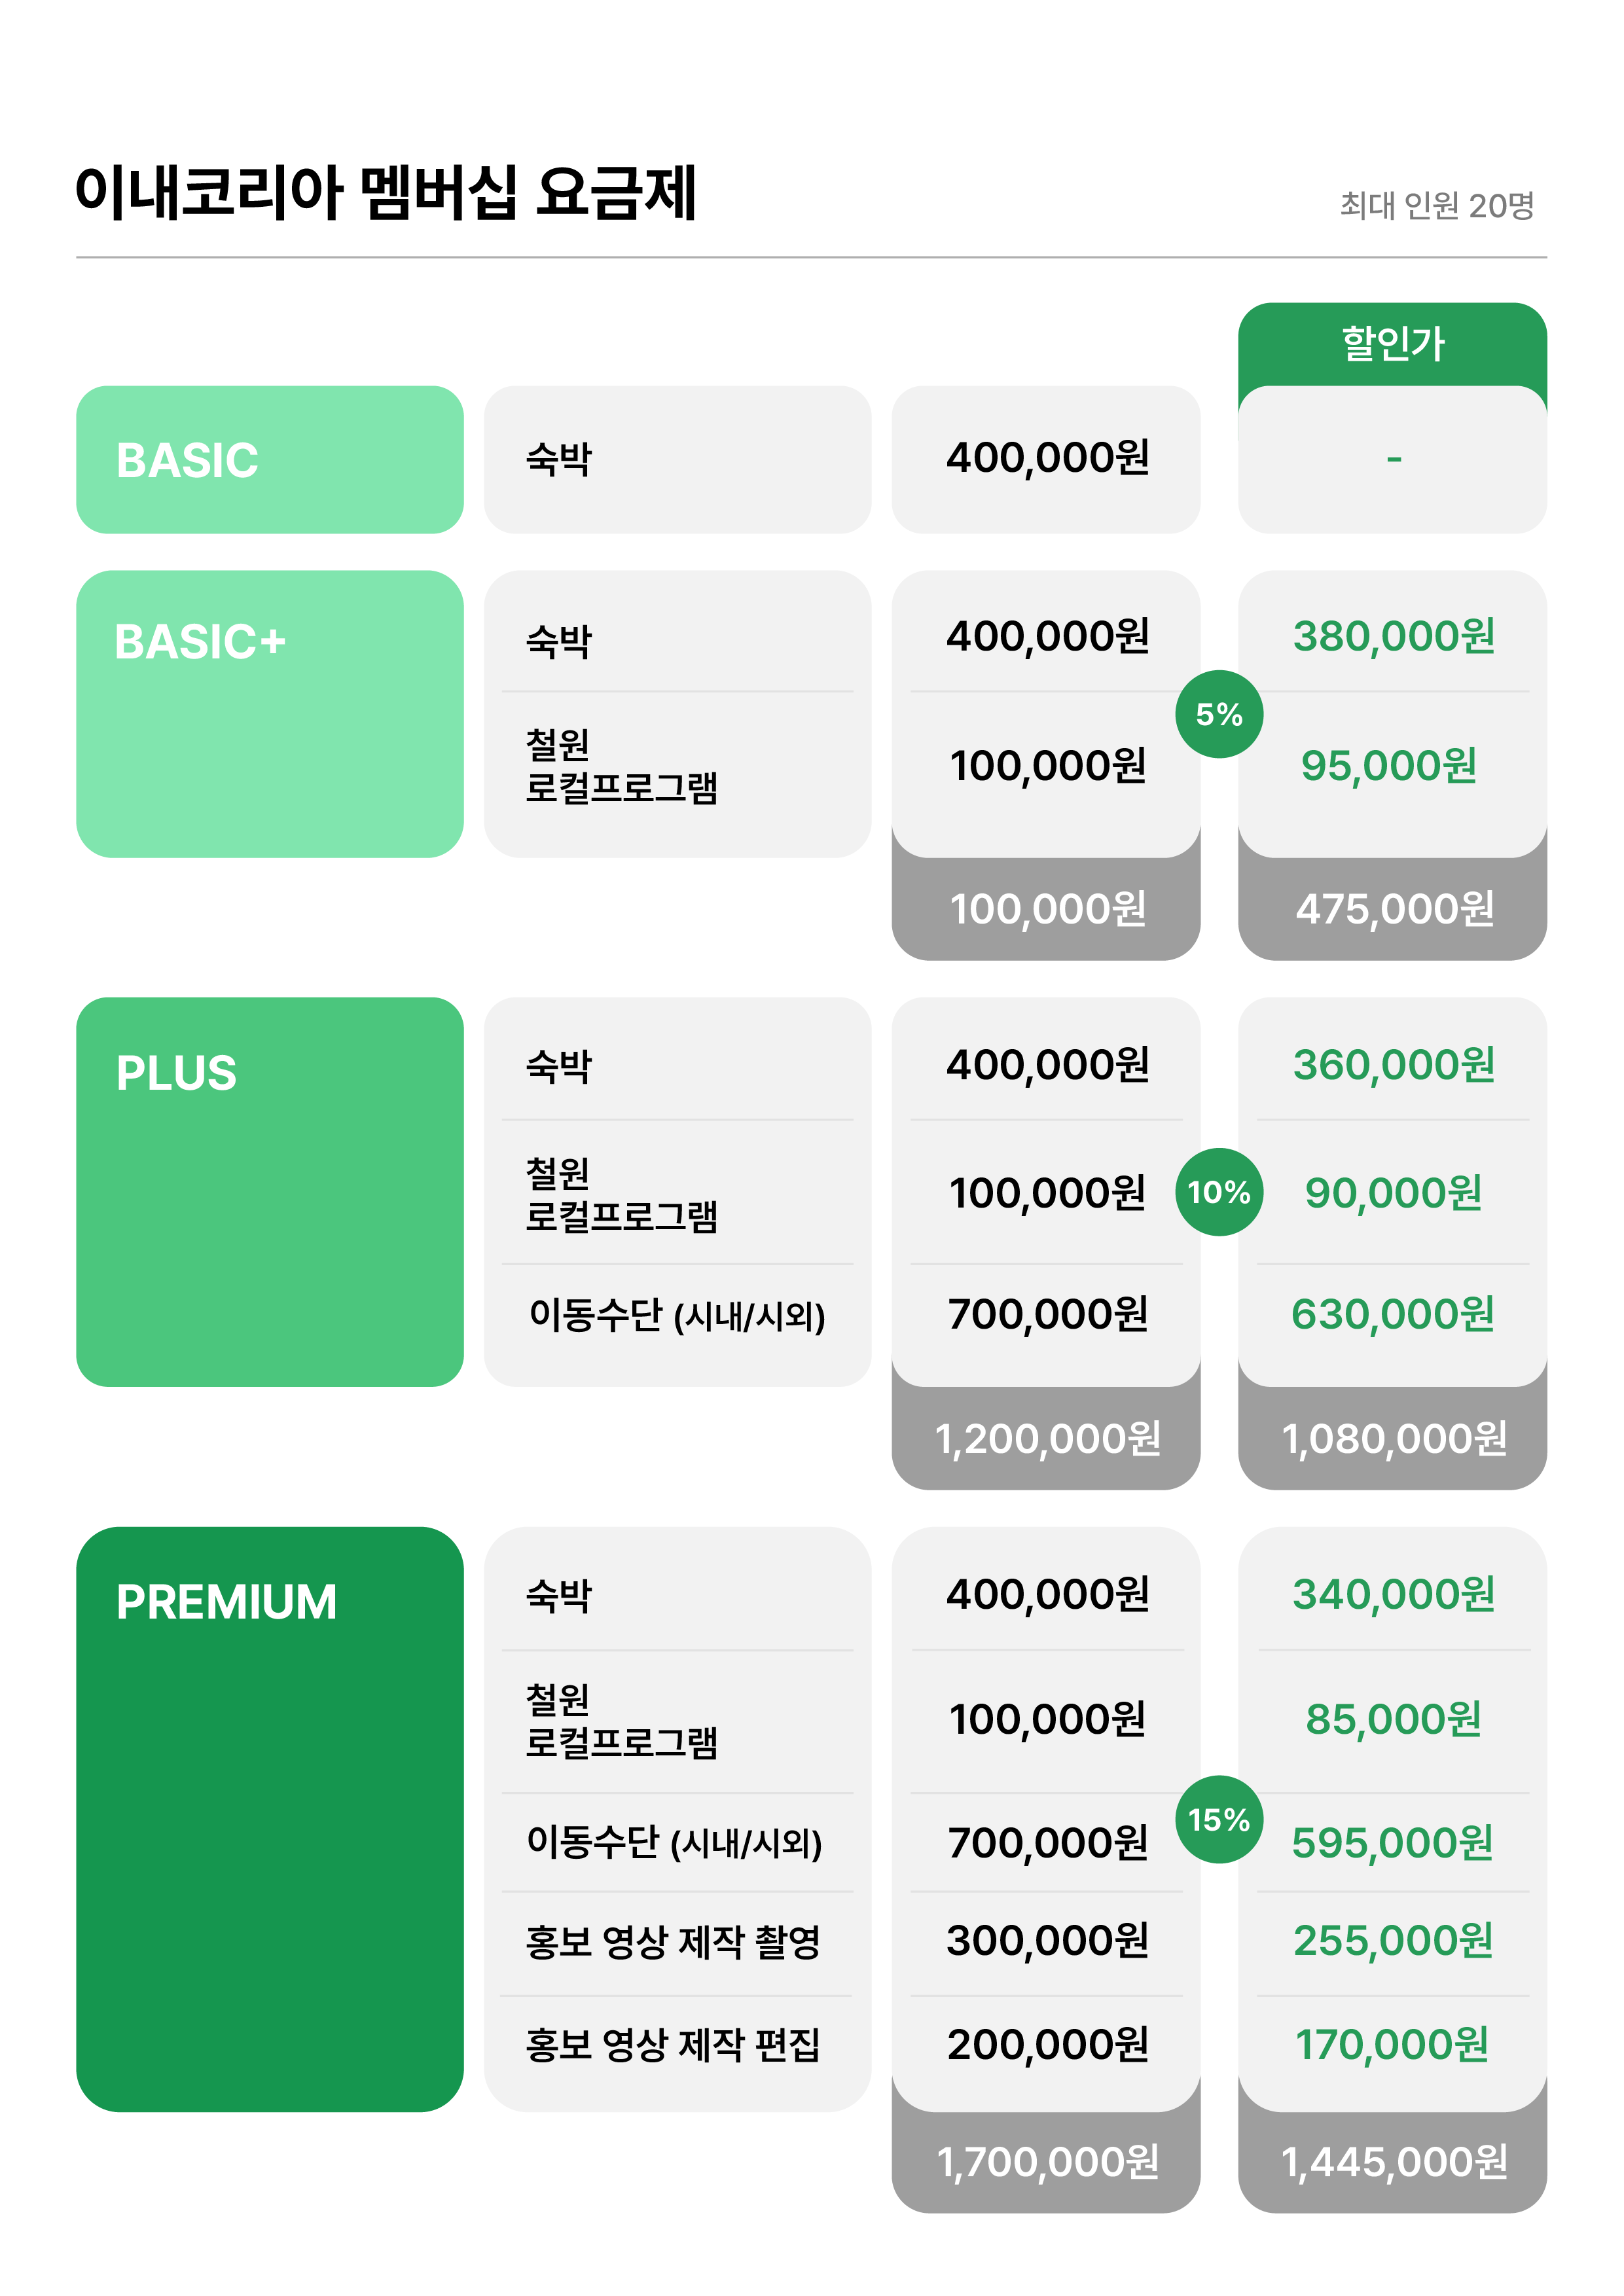 이내코리아 멤버십 요금제
최대 인원 20명
할인가
BASIC
숙박
400,000원
-
BASIC+
숙박
400,000원
380,000원
5%
철원
로컬프로그램
100,000원
95,000원
100,000원
475,000원
PLUS
숙박
400,000원
360,000원
철원
로컬프로그램
100,000원
10%
90,000원
이동수단 (시내/시외)
700,000원
630,000원
1,200,000원
1,080,000원
PREMIUM
숙박
400,000원
340,000원
철원
로컬프로그램
100,000원
85,000원
15%
이동수단 (시내/시외)
700,000원
595,000원
홍보 영상 제작 촬영
300,000원
255,000원
홍보 영상 제작 편집
200,000원
170,000원
1,700,000원
1,445,000원